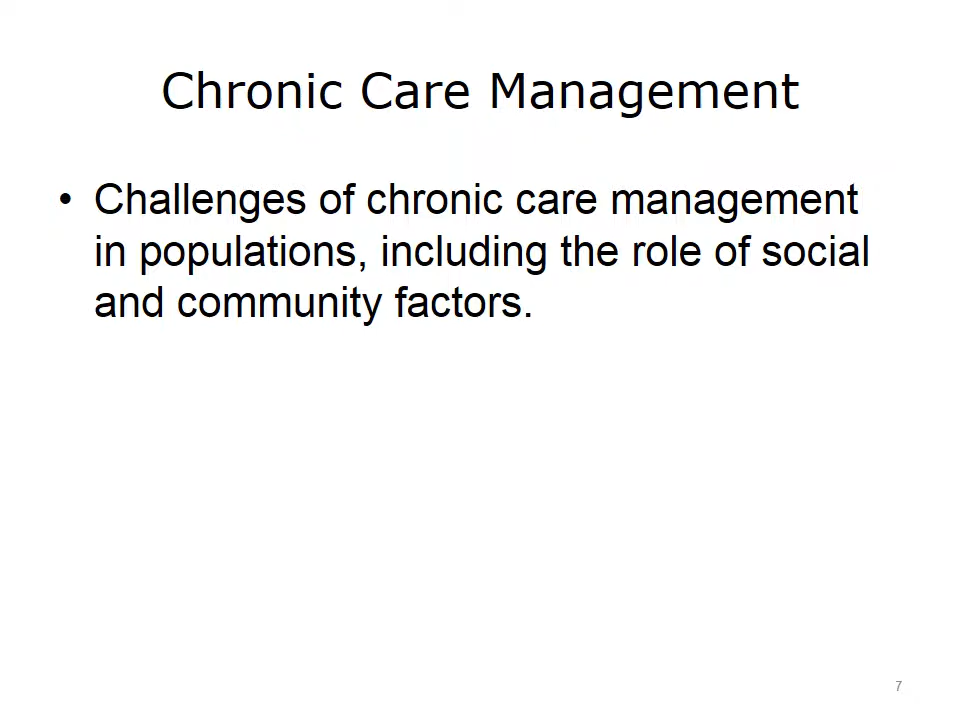 Chronic Care Management
• Challenges of chronic care management
in populations, including the role of social
and community factors.
7